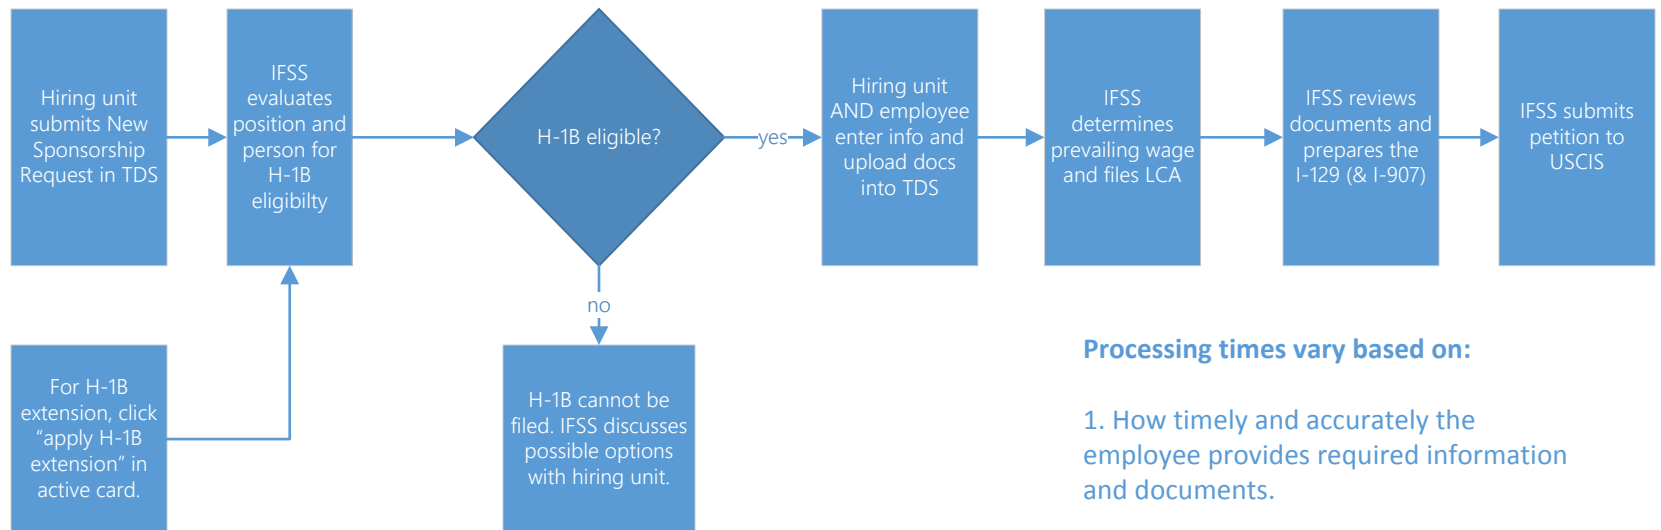 Hiring unit
submits New
Sponsorship
Request in TDS
IFSS
evaluates
position and
person for
H-1B
eligibilty
H-1B eligible?
yes
Hiring unit
AND employee
enter info and
upload docs
into TDS
IFSS
determines
prevailing wage
and files LCA
IFSS reviews
documents and
prepares the
I-129 (& I-907)
IFSS submits
petition to
USCIS
no
For H-1B
extension, click
“apply H-1B
extension” in
active card.
H-1B cannot be
filed. IFSS discusses
possible options
with hiring unit.
Processing times vary based on:
1. How timely and accurately the
employee provides required information
and documents.